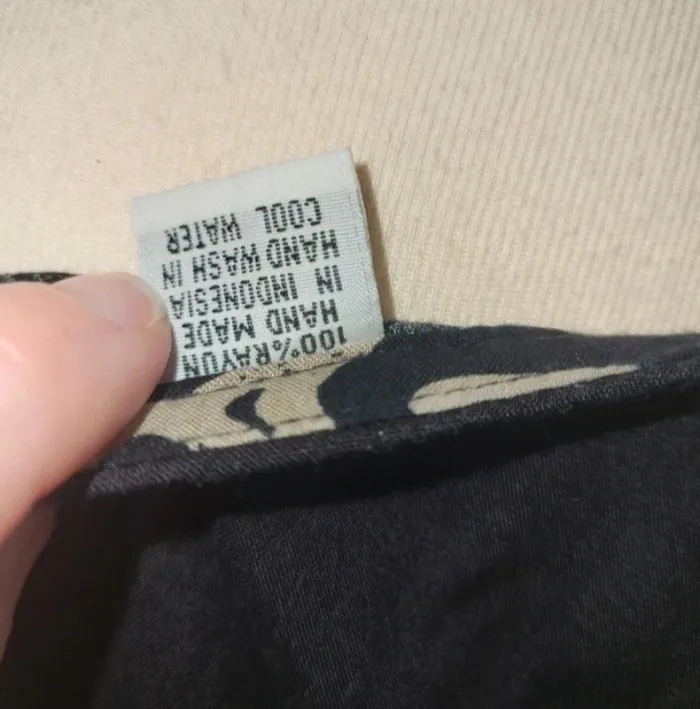 100% RAYON
HAND MADE
IN INDONESIA
HAND WASH IN
COOL WATER